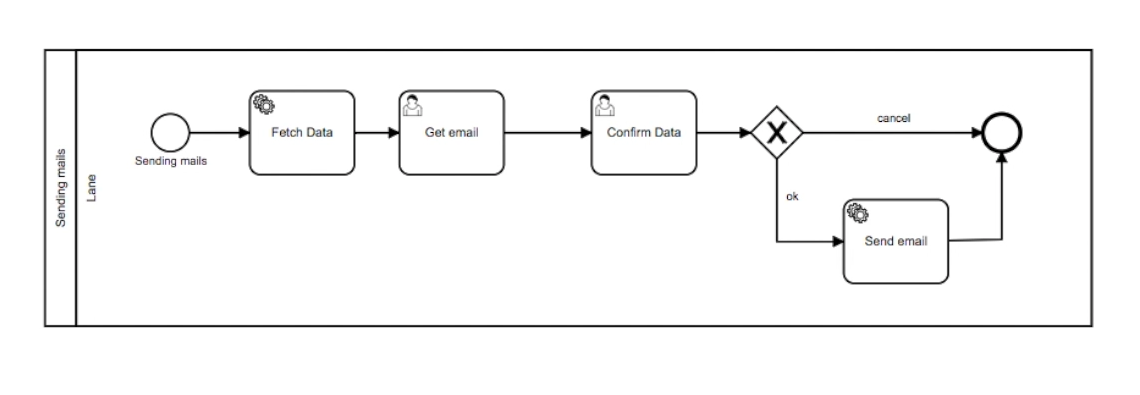 Sending mails
Lane
Sending mails
Fetch Data
Get email
Confirm Data
X
cancel
ok
Send email